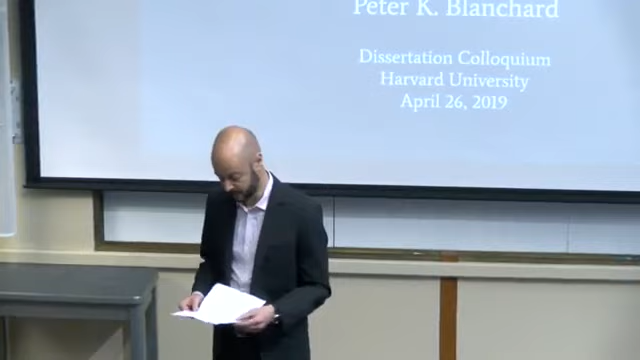 Peter K. Blanchard
Dissertation Colloquium
Harvard University
April 26, 2019